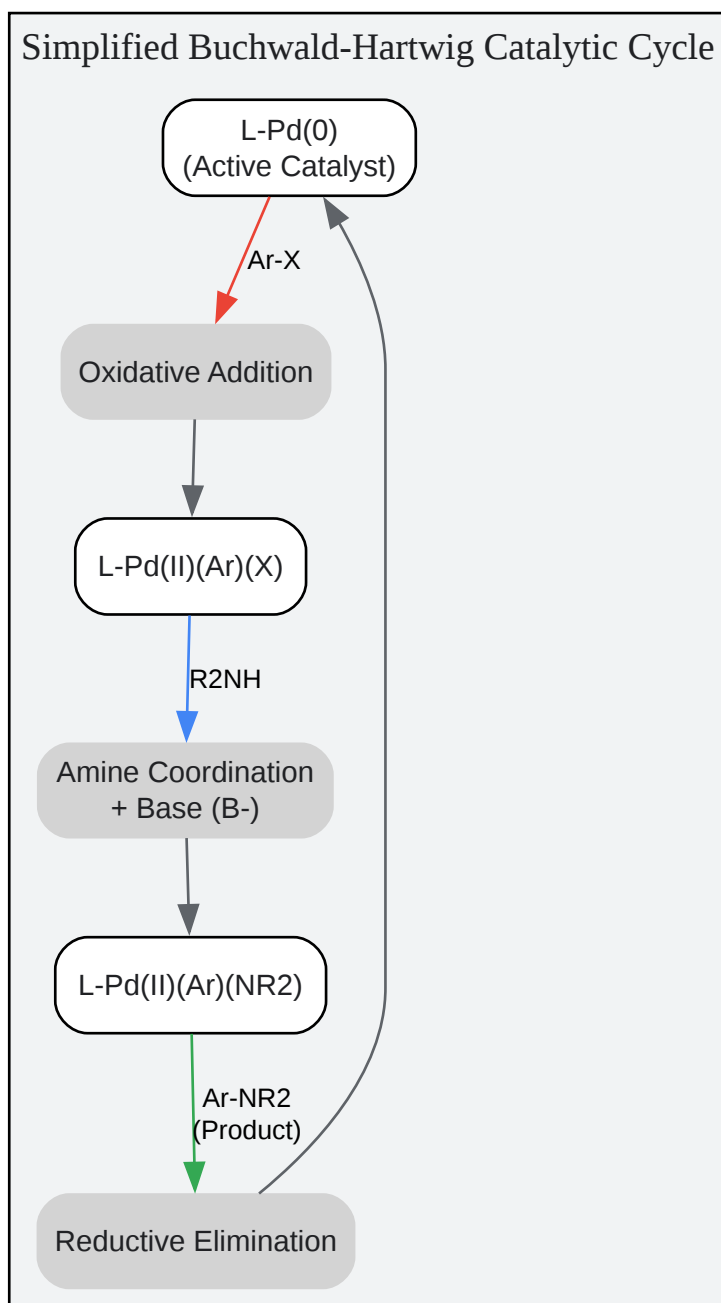 Simplified Buchwald-Hartwig Catalytic Cycle
L-Pd(0)
(Active Catalyst)
Ar-X
Oxidative Addition
L-Pd(II)(Ar)(X)
R2NH
Amine Coordination
+ Base (B-)
L-Pd(II)(Ar)(NR2)
Ar-NR2
(Product)
Reductive Elimination